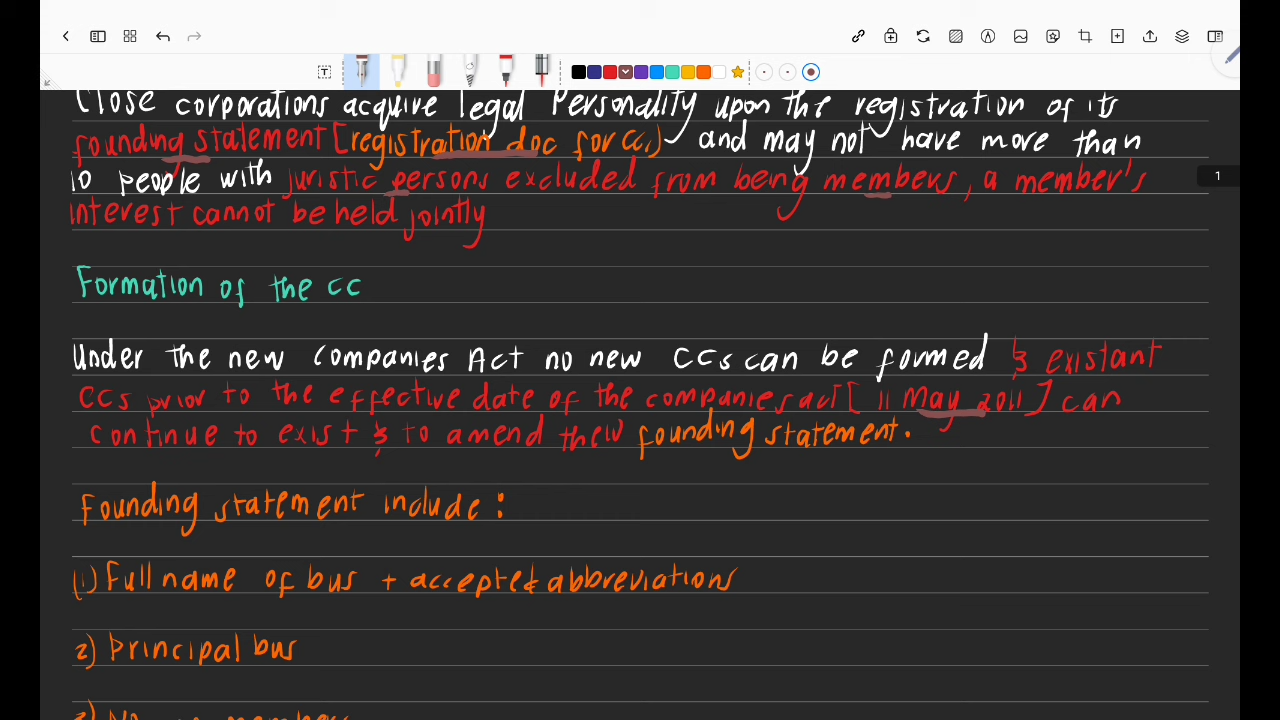 Close corporations acquire legal Personality upon the registration of its
founding statement [registration doc for CC.) and may not have more than
10 people with juristic persons excluded from being members, a member's
interest cannot be held jointly
Formation of the CC
Under the new Companies Act no new CCs can be formed & existant
CCs prior to the effective date of the companies act [11 May 2011] can
continue to exist & to amend their founding statement.
Founding statement include:
(1) Full name of bus + accepted abbreviations
2) Principal bus
3) No
members
1
T